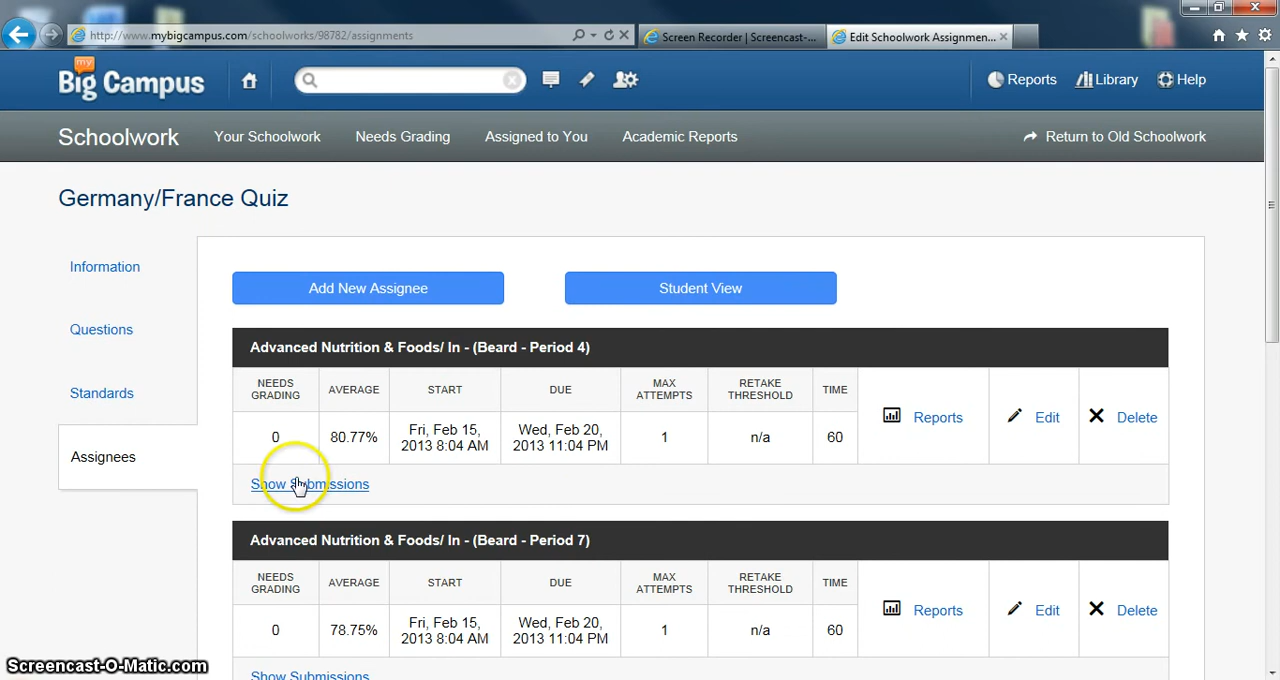 http://www.mybigcampus.com/schoolworks/98782/assignments
Screen Recorder | Screencast-...
Edit Schoolwork Assignmen...
my
Big Campus
Reports
Library
Help
Schoolwork
Your Schoolwork
Needs Grading
Assigned to You
Academic Reports
Return to Old Schoolwork
Germany/France Quiz
Information
Questions
Standards
Assignees
Add New Assignee
Student View
Advanced Nutrition & Foods/ In - (Beard - Period 4)
NEEDS GRADING
AVERAGE
START
DUE
MAX ATTEMPTS
RETAKE THRESHOLD
TIME
0
80.77%
Fri, Feb 15, 2013 8:04 AM
Wed, Feb 20, 2013 11:04 PM
1
n/a
60
Reports
Edit
Delete
Show Submissions
Advanced Nutrition & Foods/ In - (Beard - Period 7)
NEEDS GRADING
AVERAGE
START
DUE
MAX ATTEMPTS
RETAKE THRESHOLD
TIME
0
78.75%
Fri, Feb 15, 2013 8:04 AM
Wed, Feb 20, 2013 11:04 PM
1
n/a
60
Reports
Edit
Delete
Show Submissions
Screencast-O-Matic.com